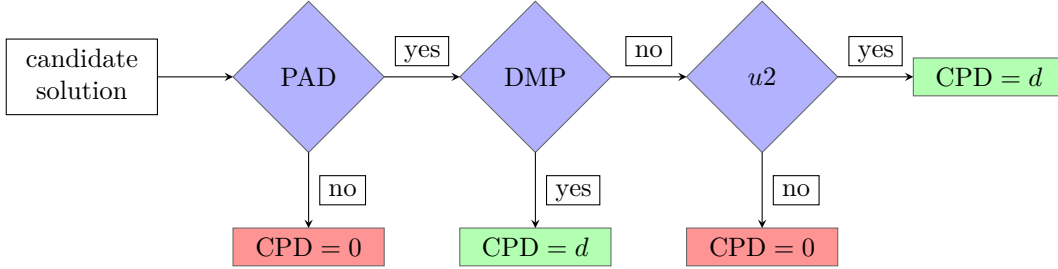 candidate
solution
PAD
yes
DMP
no
u2
yes
CPD = d
no
yes
no
CPD = 0
CPD = d
CPD = 0